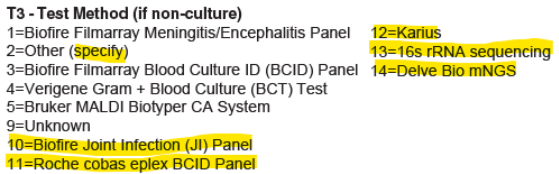 T3 - Test Method (if non-culture)
1=Biofire Filmarray Meningitis/Encephalitis Panel
2=Other (specify)
3=Biofire Filmarray Blood Culture ID (BCID) Panel
4=Verigene Gram + Blood Culture (BCT) Test
5=Bruker MALDI Biotyper CA System
9=Unknown
10=Biofire Joint Infection (JI) Panel
11=Roche cobas eplex BCID Panel
12=Karius
13=16s rRNA sequencing
14=Delve Bio mNGS